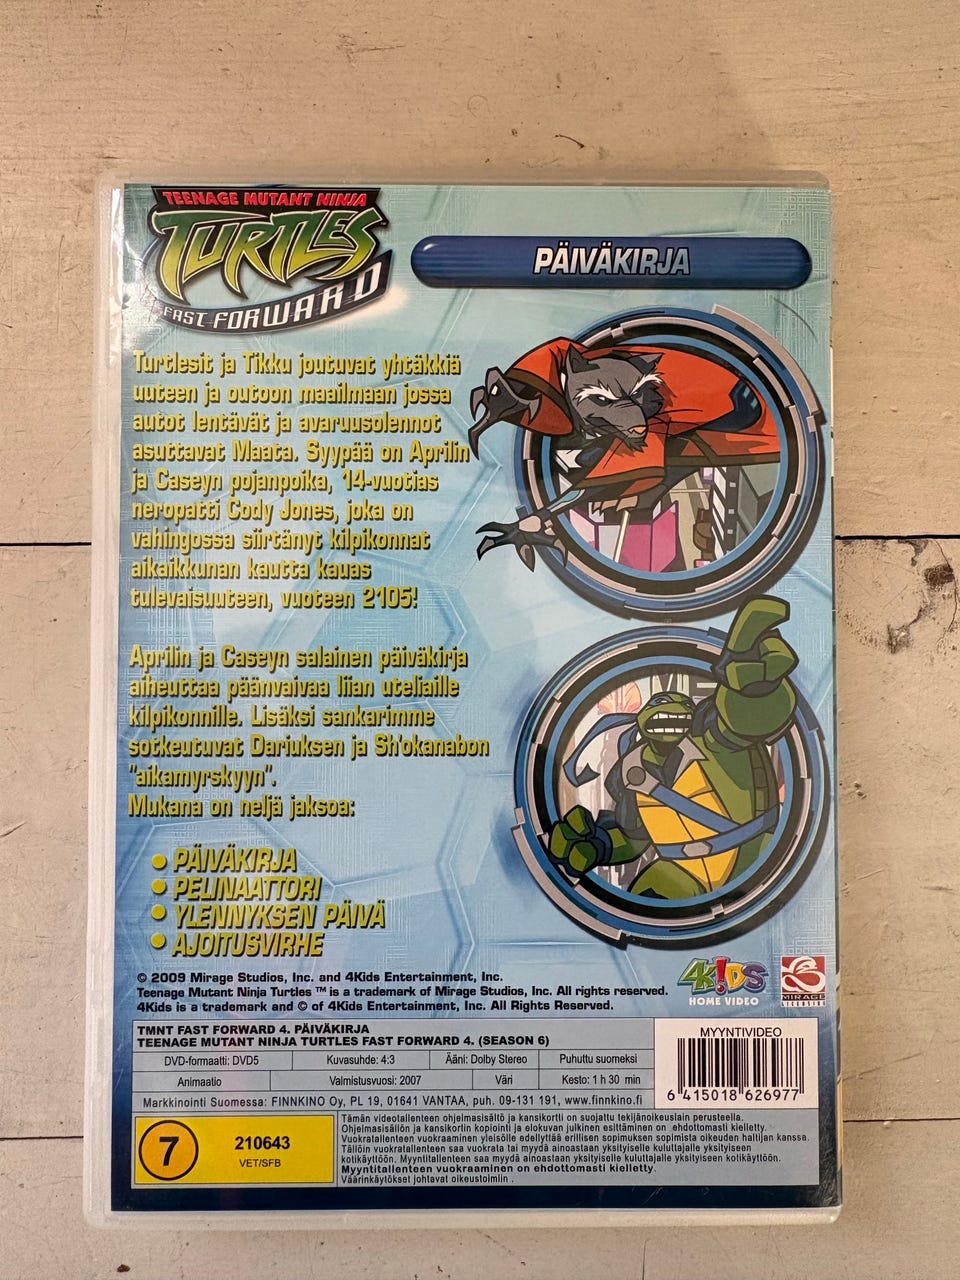 TEENAGE MUTANT NINJA
TURTLES™
FAST FORWARD
PÄIVÄKIRJA
Turtlesit ja Tikku joutuvat yhtäkkiä
uuteen ja outoon maailmaan jossa
autot lentävät ja avaruusolennot
asuttavat Maata. Syypää on Aprilin
ja Caseyn pojanpoika, 14-vuotias
neropatti Cody Jones, joka on
vahingossa siirtänyt kilpikonnat
aikaikkunan kautta kauas
tulevaisuuteen, vuoteen 2105!
Aprilin ja Caseyn salainen päiväkirja
aiheuttaa päänvaivaa liian uteliaille
kilpikonnille. Lisäksi sankarimme
sotkeutuvat Dariuksen ja Sh'okanabon
"aikamyrskyyn".
Mukana on neljä jaksoa:
• PÄIVÄKIRJA
• PELINAATTORI
• YLENNYKSEN PÄIVÄ
• AJOITUSVIRHE
© 2009 Mirage Studios, Inc. and 4Kids Entertainment, Inc.
Teenage Mutant Ninja Turtles ™ is a trademark of Mirage Studios, Inc. All rights reserved.
4Kids is a trademark and © of 4Kids Entertainment, Inc. All Rights Reserved.
4K!DS
HOME VIDEO
MIRAGE
LICENSING
TMNT FAST FORWARD 4. PÄIVÄKIRJA
TEENAGE MUTANT NINJA TURTLES FAST FORWARD 4. (SEASON 6)
DVD-formaatti: DVD5 Kuvasuhde: 4:3 Ääni: Dolby Stereo Puhuttu suomeksi
Animaatio Valmistusvuosi: 2007 Väri Kesto: 1 h 30 min
Markkinointi Suomessa: FINNKINO Oy, PL 19, 01641 VANTAA, puh. 09-131 191, www.finnkino.fi
MYYNTIVIDEO
6 415018 626977
7
210643
VET/SFB
Tämän videotallenteen ohjelmasisältö ja kansikortti on suojattu tekijänoikeuslain perusteella.
Ohjelmasisällön ja kansikortin kopiointi ja elokuvan julkinen esittäminen on ehdottomasti kielletty.
Vuokratallenteen vuokraaminen yleisölle edellyttää erillisen sopimuksen sopimista oikeuden haltijan kanssa.
Tällöin vuokratallenteen saa vuokrata tai myydä ainoastaan yksityiselle kuluttajalle yksityiseen
kotikäyttöön. Myyntitallenteen saa myydä ainoastaan yksityiselle kuluttajalle yksityiseen kotikäyttöön.
Myyntitallenteen vuokraaminen on ehdottomasti kielletty.
Väärinkäytökset johtavat oikeustoimiin .